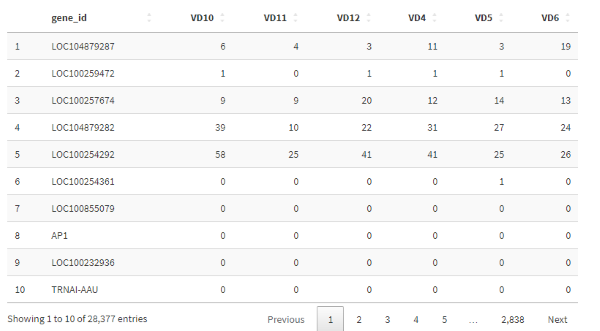 gene_id VD10 VD11 VD12 VD4 VD5 VD6
1 LOC104879287 6 4 3 11 3 19
2 LOC100259472 1 0 1 1 1 0
3 LOC100257674 9 9 20 12 14 13
4 LOC104879282 39 10 22 31 27 24
5 LOC100254292 58 25 41 41 25 26
6 LOC100254361 0 0 0 0 1 0
7 LOC100855079 0 0 0 0 0 0
8 AP1 0 0 0 0 0 0
9 LOC100232936 0 0 0 0 0 0
10 TRNAI-AAU 0 0 0 0 0 0
Showing 1 to 10 of 28,377 entries Previous 1 2 3 4 5 ... 2,838 Next